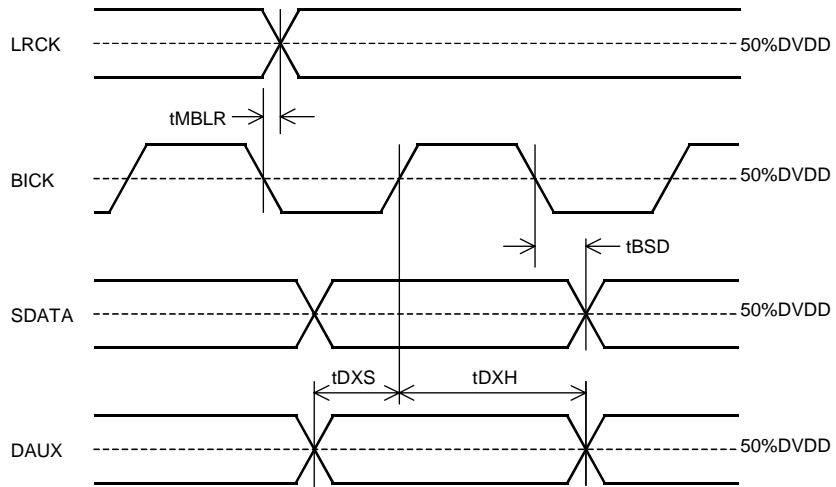 LRCK
50%DVDD
tMBLR
BICK
50%DVDD
tBSD
SDATA
50%DVDD
tDXS
tDXH
DAUX
50%DVDD